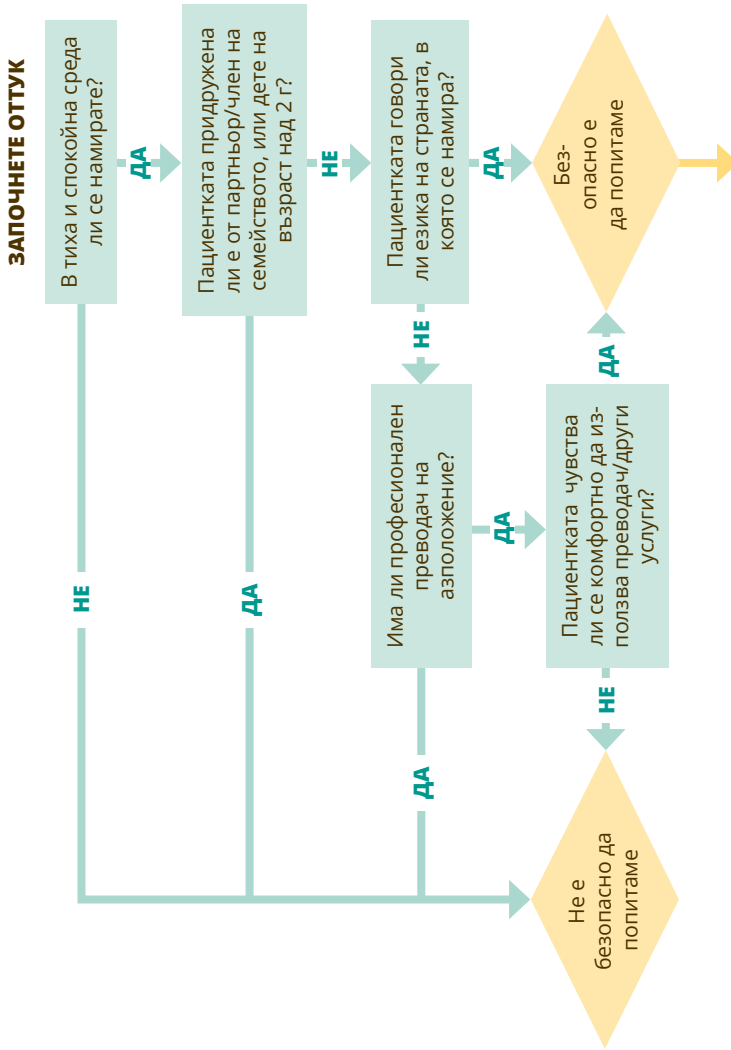 ЗАПОЧНЕТЕ ОТТУК
В тиха и спокойна среда
ли се намирате?
НЕ
ДА
Пациентката придружена
ли е от партньор/член на
семейството, или дете на
възраст над 2 г?
ДА
НЕ
Пациентката говори
ли езика на страната, в
която се намира?
НЕ
ДА
Има ли професионален
преводач на
азположение?
ДА
ДА
Пациентката чувства
ли се комфортно да из-
ползва преводач/други
услуги?
НЕ
ДА
Не е
безопасно да
попитаме
Без-
опасно е
да попитаме